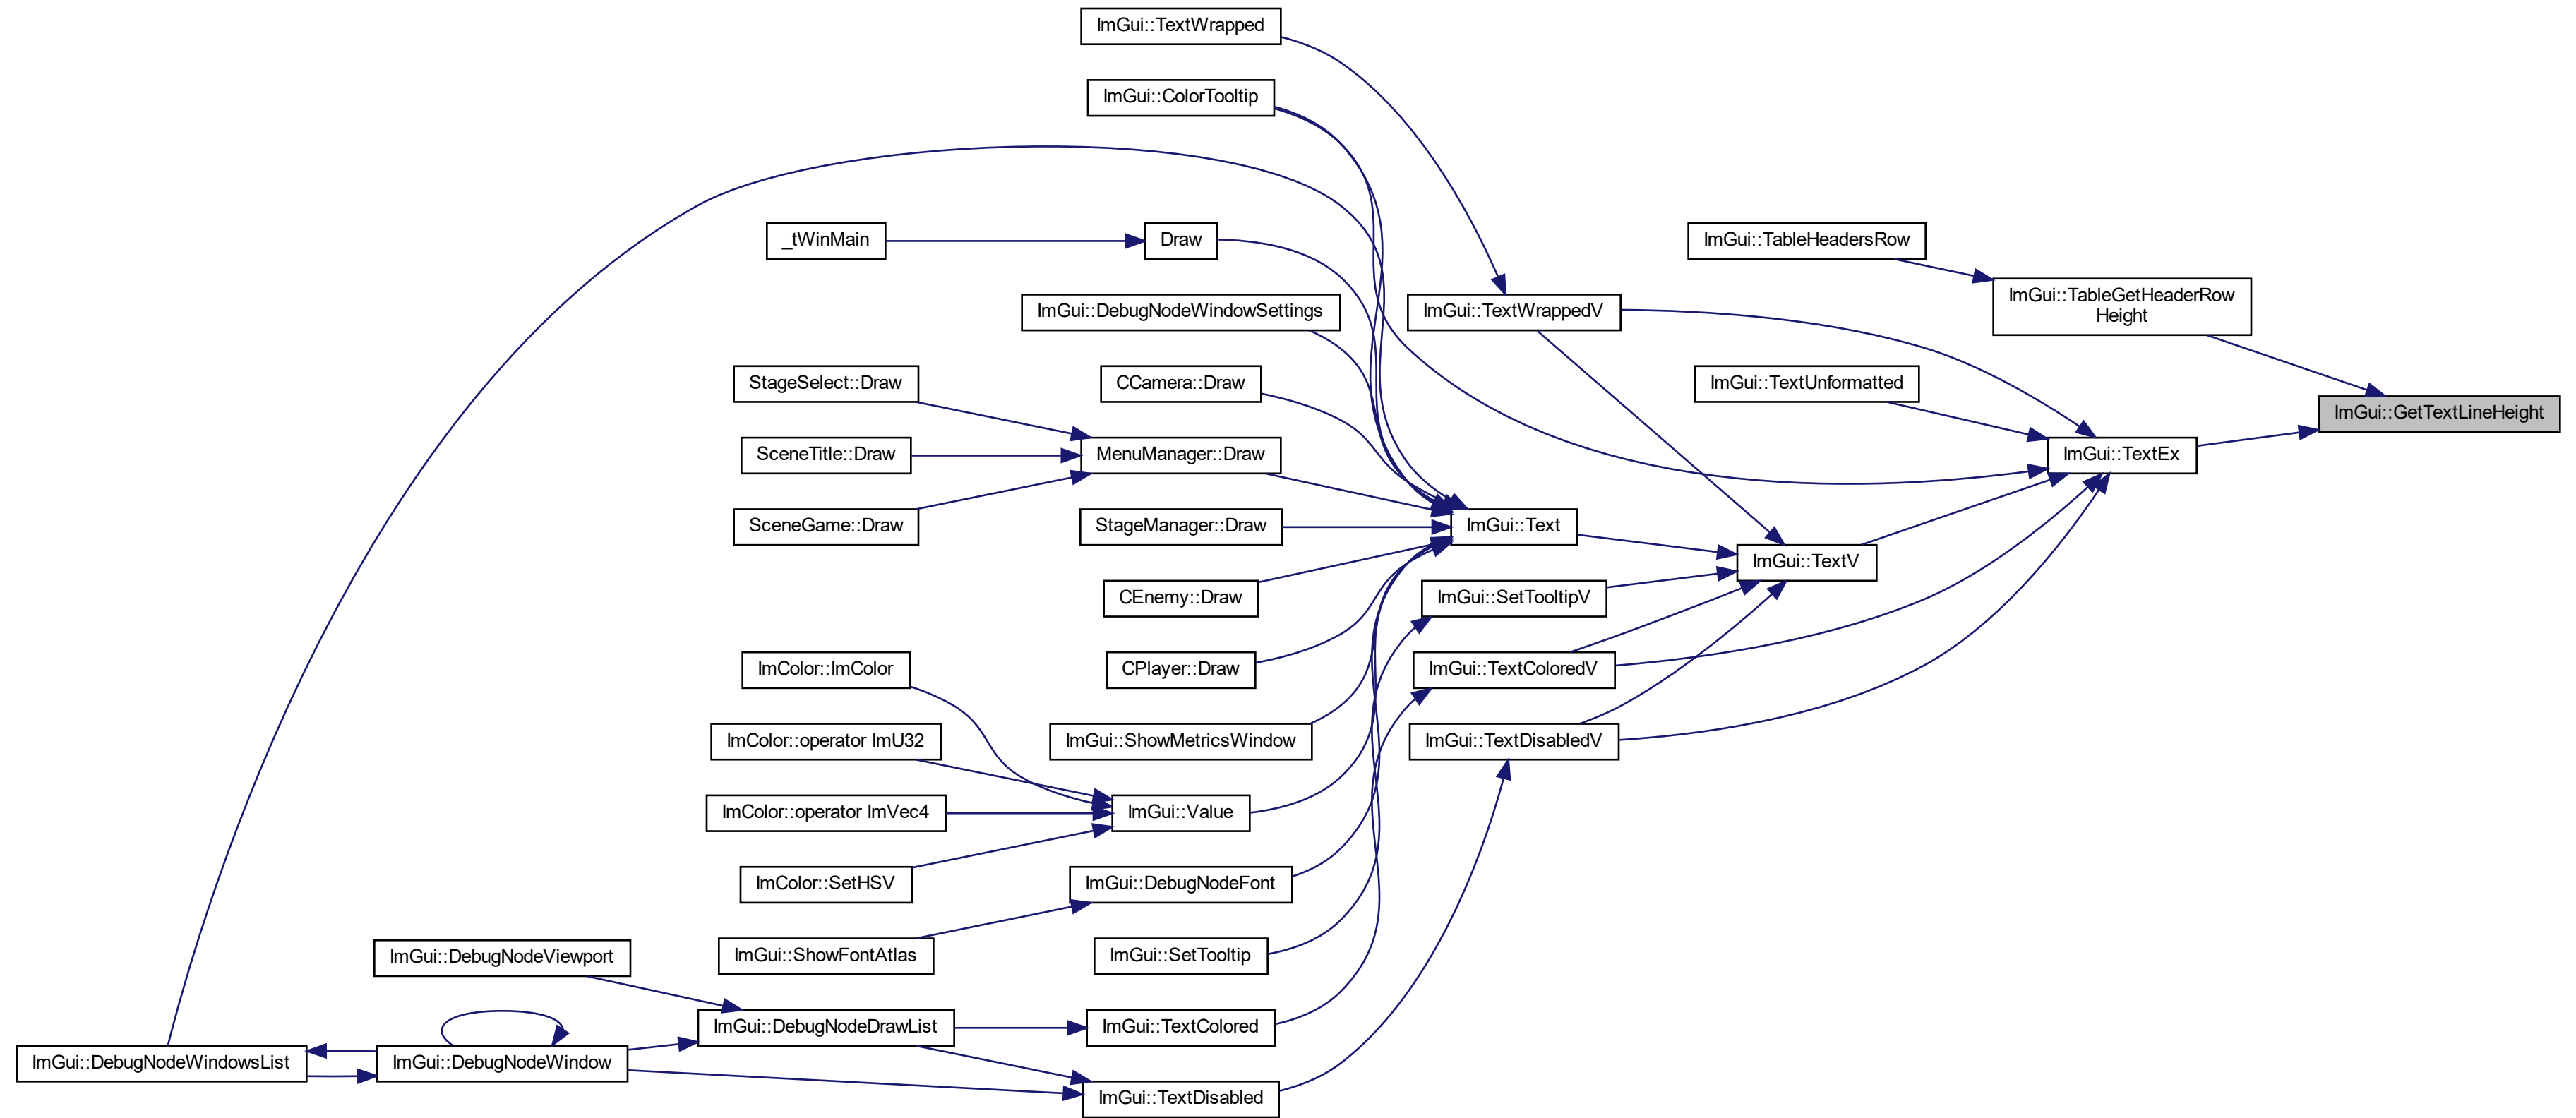 ImGui::TextWrapped
ImGui::ColorTooltip
_tWinMain
Draw
ImGui::TableHeadersRow
ImGui::DebugNodeWindowSettings
ImGui::TextWrappedV
ImGui::TableGetHeaderRow
Height
StageSelect::Draw
CCamera::Draw
ImGui::TextUnformatted
ImGui::GetTextLineHeight
SceneTitle::Draw
MenuManager::Draw
ImGui::TextEx
SceneGame::Draw
StageManager::Draw
ImGui::Text
ImGui::TextV
CEnemy::Draw
ImGui::SetTooltipV
ImColor::ImColor
CPlayer::Draw
ImGui::TextColoredV
ImColor::operator ImU32
ImGui::ShowMetricsWindow
ImGui::TextDisabledV
ImColor::operator ImVec4
ImGui::Value
ImColor::SetHSV
ImGui::DebugNodeFont
ImGui::DebugNodeViewport
ImGui::ShowFontAtlas
ImGui::SetTooltip
ImGui::DebugNodeDrawList
ImGui::TextColored
ImGui::DebugNodeWindowsList
ImGui::DebugNodeWindow
ImGui::TextDisabled